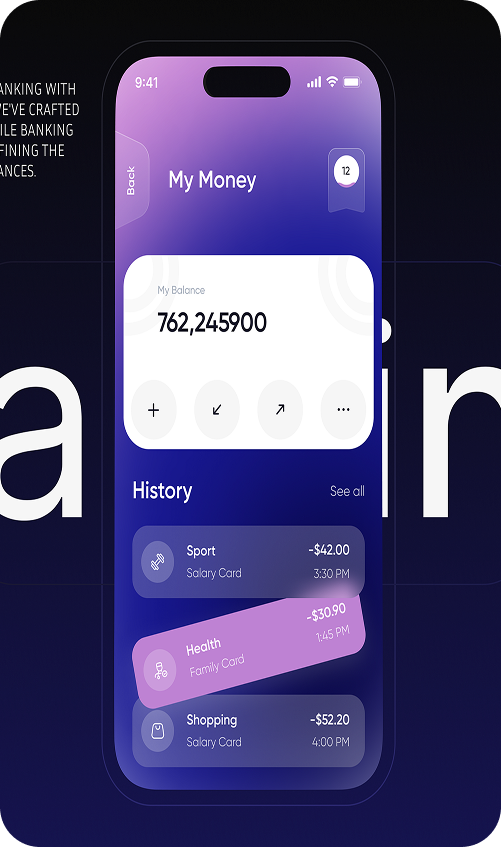 ANKING WITH
/E'VE CRAFTED
ILE BANKING
FINING THE
ANCES.
a
in
9:41
Back
My Money
12
My Balance
762,245900
History
See all
Sport
-$42.00
Salary Card
3:30 PM
Health
-$30.90
Family Card
1:45 PM
Shopping
-$52.20
Salary Card
4:00 PM